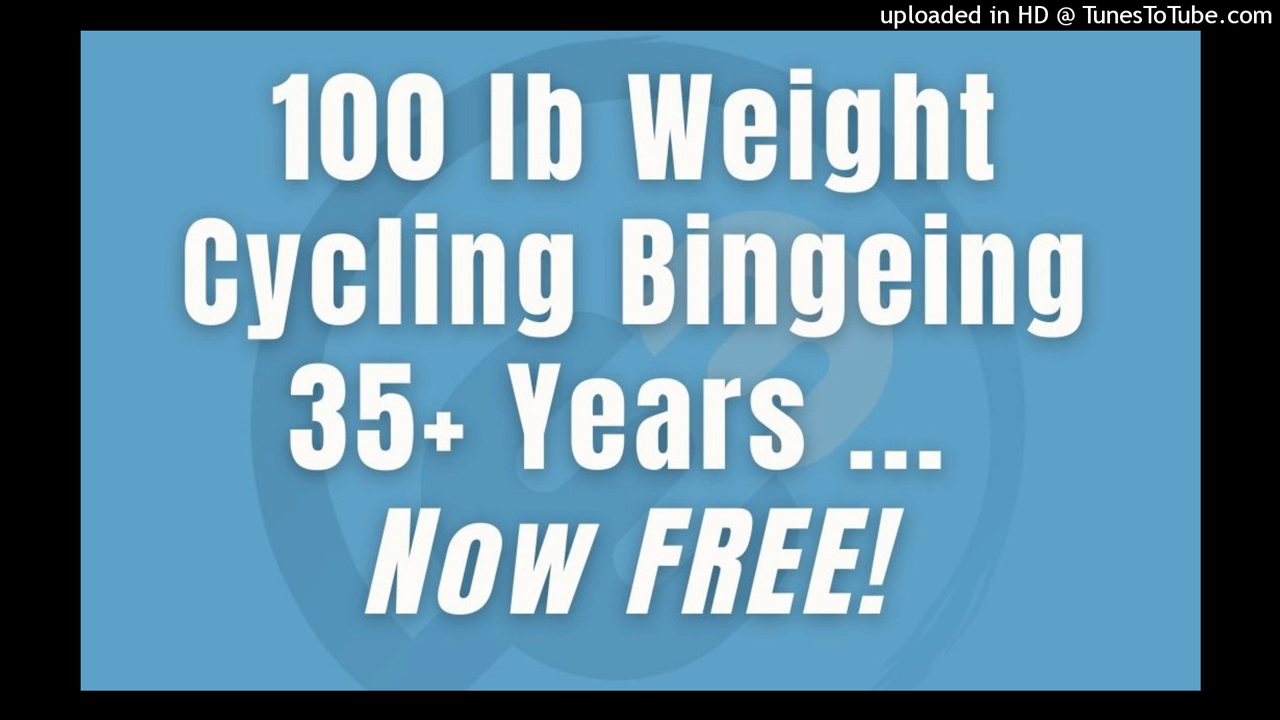 uploaded in HD @ TunesToTube.com
100 lb Weight
Cycling Bingeing
35+ Years ...
Now FREE!